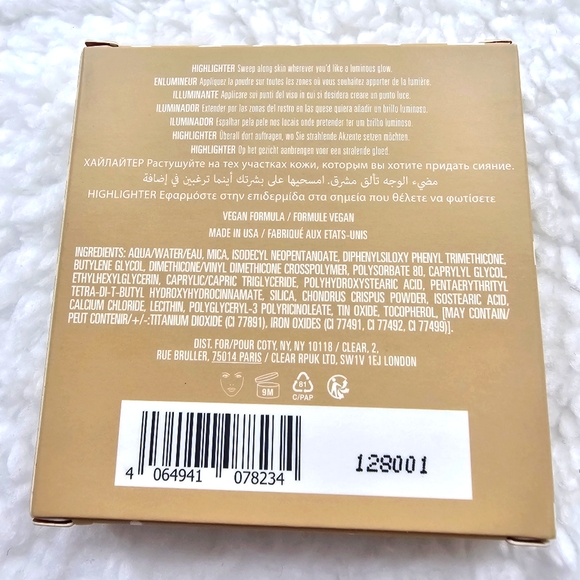 HIGHLIGHTER Sweep along skin wherever you'd like a luminous glow.
ENLUMINEUR Appliquez la poudre sur toutes les zones où vous souhaitez apporter de la lumière.
ILLUMINANTE Applicare sui punti del viso in cui si desidera creare un punto luce.
ILUMINADOR Extender por las zonas del rostro en las que se quiera añadir un brillo luminoso.
ILUMINADOR Espalhar pela pele nos locais onde pretender ter um brilho luminoso
HIGHLIGHTER Überall dort auftragen, wo Sie strahlende Akzente setzen möchten.
HIGHLIGHTER Op het gezicht aanbrengen voor een stralende gloed.
ХАЙЛАЙТЕР Растушуйте на тех участках кожи, которым вы хотите придать сияние.
مضيء الوجه تألق مشرق. امسحيها على بشرتك أينما ترغبين في إضافة
HIGHLIGHTER Εφαρμόστε στην επιδερμίδα στα σημεία που θέλετε να φωτίσετε
VEGAN FORMULA / FORMULE VEGAN
MADE IN USA / FABRIQUÉ AUX ETATS-UNIS
INGREDIENTS: AQUA/WATER/EAU, MICA, ISODECYL NEOPENTANOATE, DIPHENYLSILOXY PHENYL TRIMETHICONE,
BUTYLENE GLYCOL, DIMETHICONE/VINYL DIMETHICONE CROSSPOLYMER, POLYSORBATE 80, CAPRYLYL GLYCOL,
ETHYLHEXYLGLYCERIN, CAPRYLIC/CAPRIC TRIGLYCERIDE, POLYHYDROXYSTEARIC ACID, PENTAERYTHRITYL
TETRA-DI-T-BUTYL HYDROXYHYDROCINNAMATE, SILICA, CHONDRUS CRISPUS POWDER, ISOSTEARIC ACID,
CALCIUM CHLORIDE, LECITHIN, POLYGLYCERYL-3 POLYRICINOLEATE, TIN OXIDE, TOCOPHEROL, [MAY CONTAIN/
PEUT CONTENIR/+/-:TITANIUM DIOXIDE (CI 77891), IRON OXIDES (CI 77491, CI 77492, CI 77499)].
DIST. FOR/POUR COTY, NY, NY 10118 / CLEAR, 2,
RUE BRULLER, 75014 PARIS / CLEAR RPUK LTD, SW1V 1EJ LONDON
9M
81
C/PAP
4 064941 078234
128001